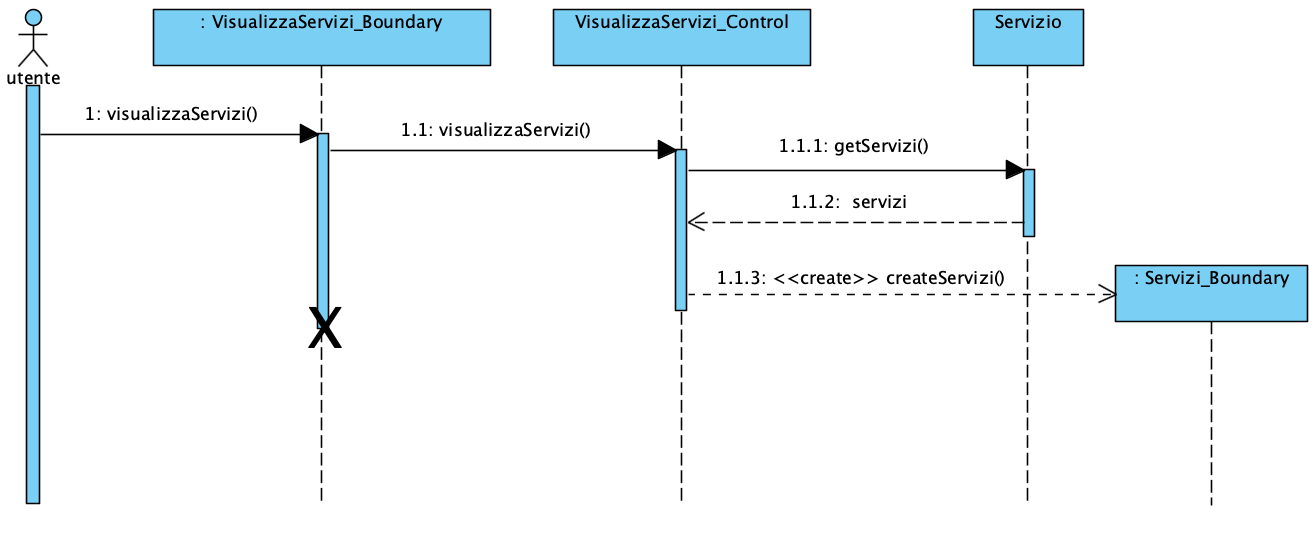 : VisualizzaServizi_Boundary
VisualizzaServizi_Control
Servizio
utente
1: visualizzaServizi()
1.1: visualizzaServizi()
1.1.1: getServizi()
1.1.2: servizi
1.1.3: <<create>> createServizi()
: Servizi_Boundary